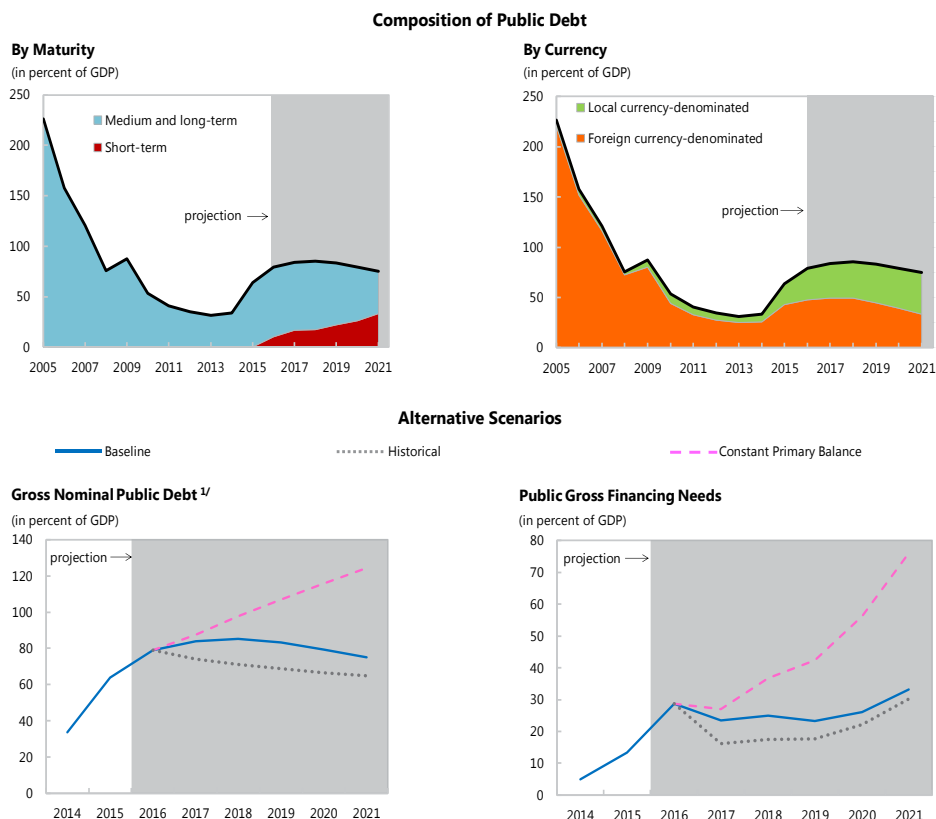 Composition of Public Debt
By Maturity
(in percent of GDP)
250
200
150
100
50
0
Medium and long-term
Short-term
projection
2005 2007 2009 2011 2013 2015 2017 2019 2021
By Currency
(in percent of GDP)
250
200
150
100
50
0
Local currency-denominated
Foreign currency-denominated
projection
2005 2007 2009 2011 2013 2015 2017 2019 2021
Alternative Scenarios
Baseline Historical Constant Primary Balance
Gross Nominal Public Debt 1/
(in percent of GDP)
140
120
100
80
60
40
20
0
projection
2014 2015 2016 2017 2018 2019 2020 2021
Public Gross Financing Needs
(in percent of GDP)
80
70
60
50
40
30
20
10
0
projection
2014 2015 2016 2017 2018 2019 2020 2021